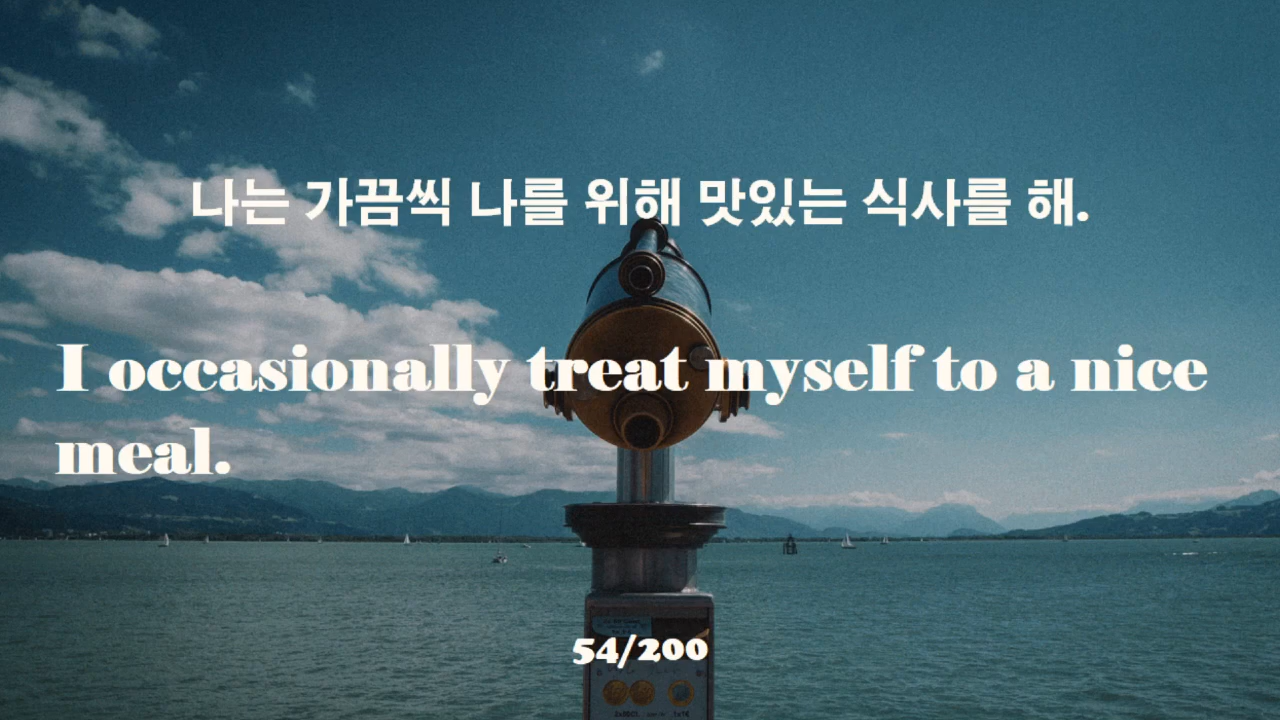 나는 가끔씩 나를 위해 맛있는 식사를 해.
I occasionally treat myself to a nice
meal.
54/200